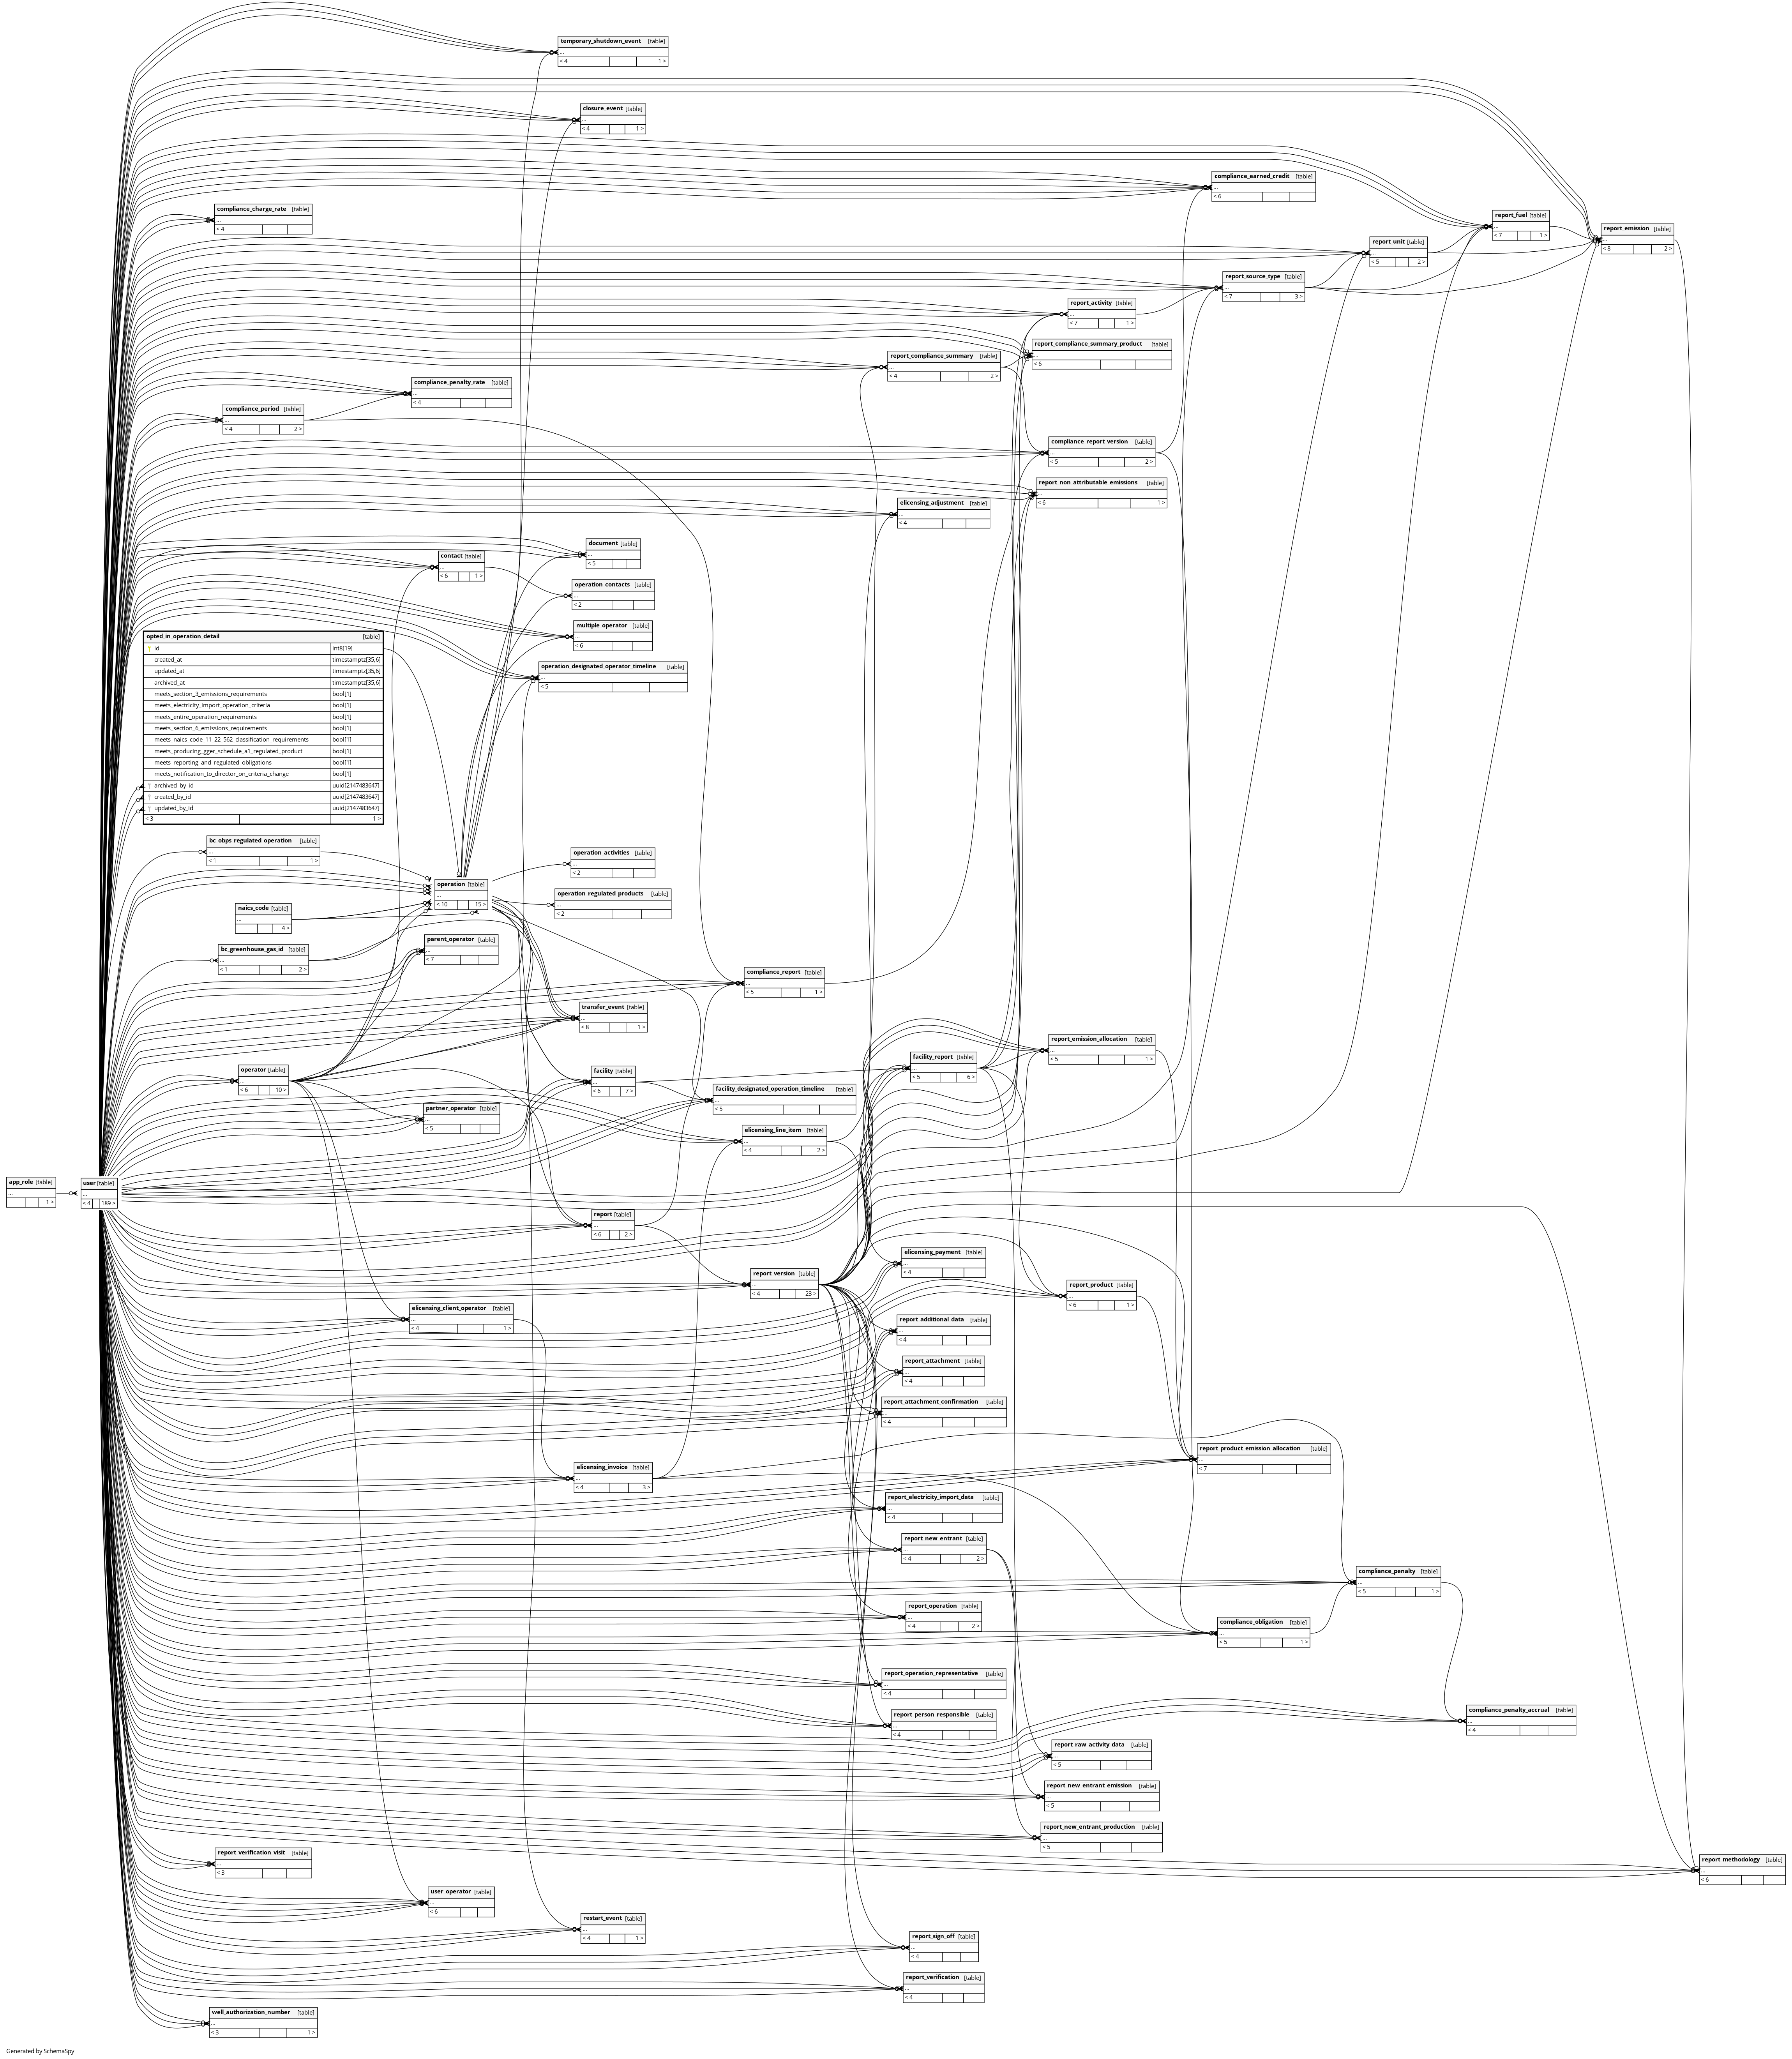 temporary_shutdown_event [table]
...
< 4 1 >
closure_event [table]
...
< 4 1 >
compliance_earned_credit [table]
...
< 6
compliance_charge_rate [table]
...
< 4
report_fuel [table]
...
< 7 1 >
report_emission [table]
...
< 8 2 >
report_unit [table]
...
< 5 2 >
report_source_type [table]
...
< 7 3 >
report_activity [table]
...
< 7 1 >
report_compliance_summary_product [table]
...
< 6
report_compliance_summary [table]
...
< 4 2 >
compliance_penalty_rate [table]
...
< 4
compliance_period [table]
...
< 4 2 >
compliance_report_version [table]
...
< 5 2 >
report_non_attributable_emissions [table]
...
< 6 1 >
elicensing_adjustment [table]
...
< 4
document [table]
...
< 5
contact [table]
...
< 6 1 >
operation_contacts [table]
...
< 2
multiple_operator [table]
...
< 6
opted_in_operation_detail [table]
id int8[19]
created_at timestamptz[35,6]
updated_at timestamptz[35,6]
archived_at timestamptz[35,6]
meets_section_3_emissions_requirements bool[1]
meets_electricity_import_operation_criteria bool[1]
meets_entire_operation_requirements bool[1]
meets_section_6_emissions_requirements bool[1]
meets_naics_code_11_22_562_classification_requirements bool[1]
meets_producing_gger_schedule_a1_regulated_product bool[1]
meets_reporting_and_regulated_obligations bool[1]
meets_notification_to_director_on_criteria_change bool[1]
archived_by_id uuid[2147483647]
created_by_id uuid[2147483647]
updated_by_id uuid[2147483647]
< 3 1 >
operation_designated_operator_timeline [table]
...
< 5
bc_obps_regulated_operation [table]
...
< 1 1 >
operation_activities [table]
...
< 2
operation [table]
...
< 10 15 >
operation_regulated_products [table]
...
< 2
naics_code [table]
...
4 >
parent_operator [table]
...
< 7
bc_greenhouse_gas_id [table]
...
< 1 2 >
compliance_report [table]
...
< 5 1 >
transfer_event [table]
...
< 8 1 >
report_emission_allocation [table]
...
< 5 1 >
facility_report [table]
...
< 5 6 >
operator [table]
...
< 6 10 >
facility [table]
...
< 6 7 >
facility_designated_operation_timeline [table]
...
< 5
partner_operator [table]
...
< 5
elicensing_line_item [table]
...
< 4 2 >
app_role [table]
...
1 >
user [table]
...
< 4 189 >
report [table]
...
< 6 2 >
elicensing_payment [table]
...
< 4
report_version [table]
...
< 4 23 >
report_product [table]
...
< 6 1 >
elicensing_client_operator [table]
...
< 4 1 >
report_additional_data [table]
...
< 4
report_attachment [table]
...
< 4
report_attachment_confirmation [table]
...
< 4
report_product_emission_allocation [table]
...
< 7
elicensing_invoice [table]
...
< 4 3 >
report_electricity_import_data [table]
...
< 4
report_new_entrant [table]
...
< 4 2 >
compliance_penalty [table]
...
< 5 1 >
report_operation [table]
...
< 4 2 >
compliance_obligation [table]
...
< 5 1 >
report_operation_representative [table]
...
< 4
report_person_responsible [table]
...
< 4
compliance_penalty_accrual [table]
...
< 4
report_raw_activity_data [table]
...
< 5
report_new_entrant_emission [table]
...
< 5
report_new_entrant_production [table]
...
< 5
report_verification_visit [table]
...
< 3
report_methodology [table]
...
< 6
user_operator [table]
...
< 6
restart_event [table]
...
< 4 1 >
report_sign_off [table]
...
< 4
report_verification [table]
...
< 4
well_authorization_number [table]
...
< 3 1 >
Generated by SchemaSpy